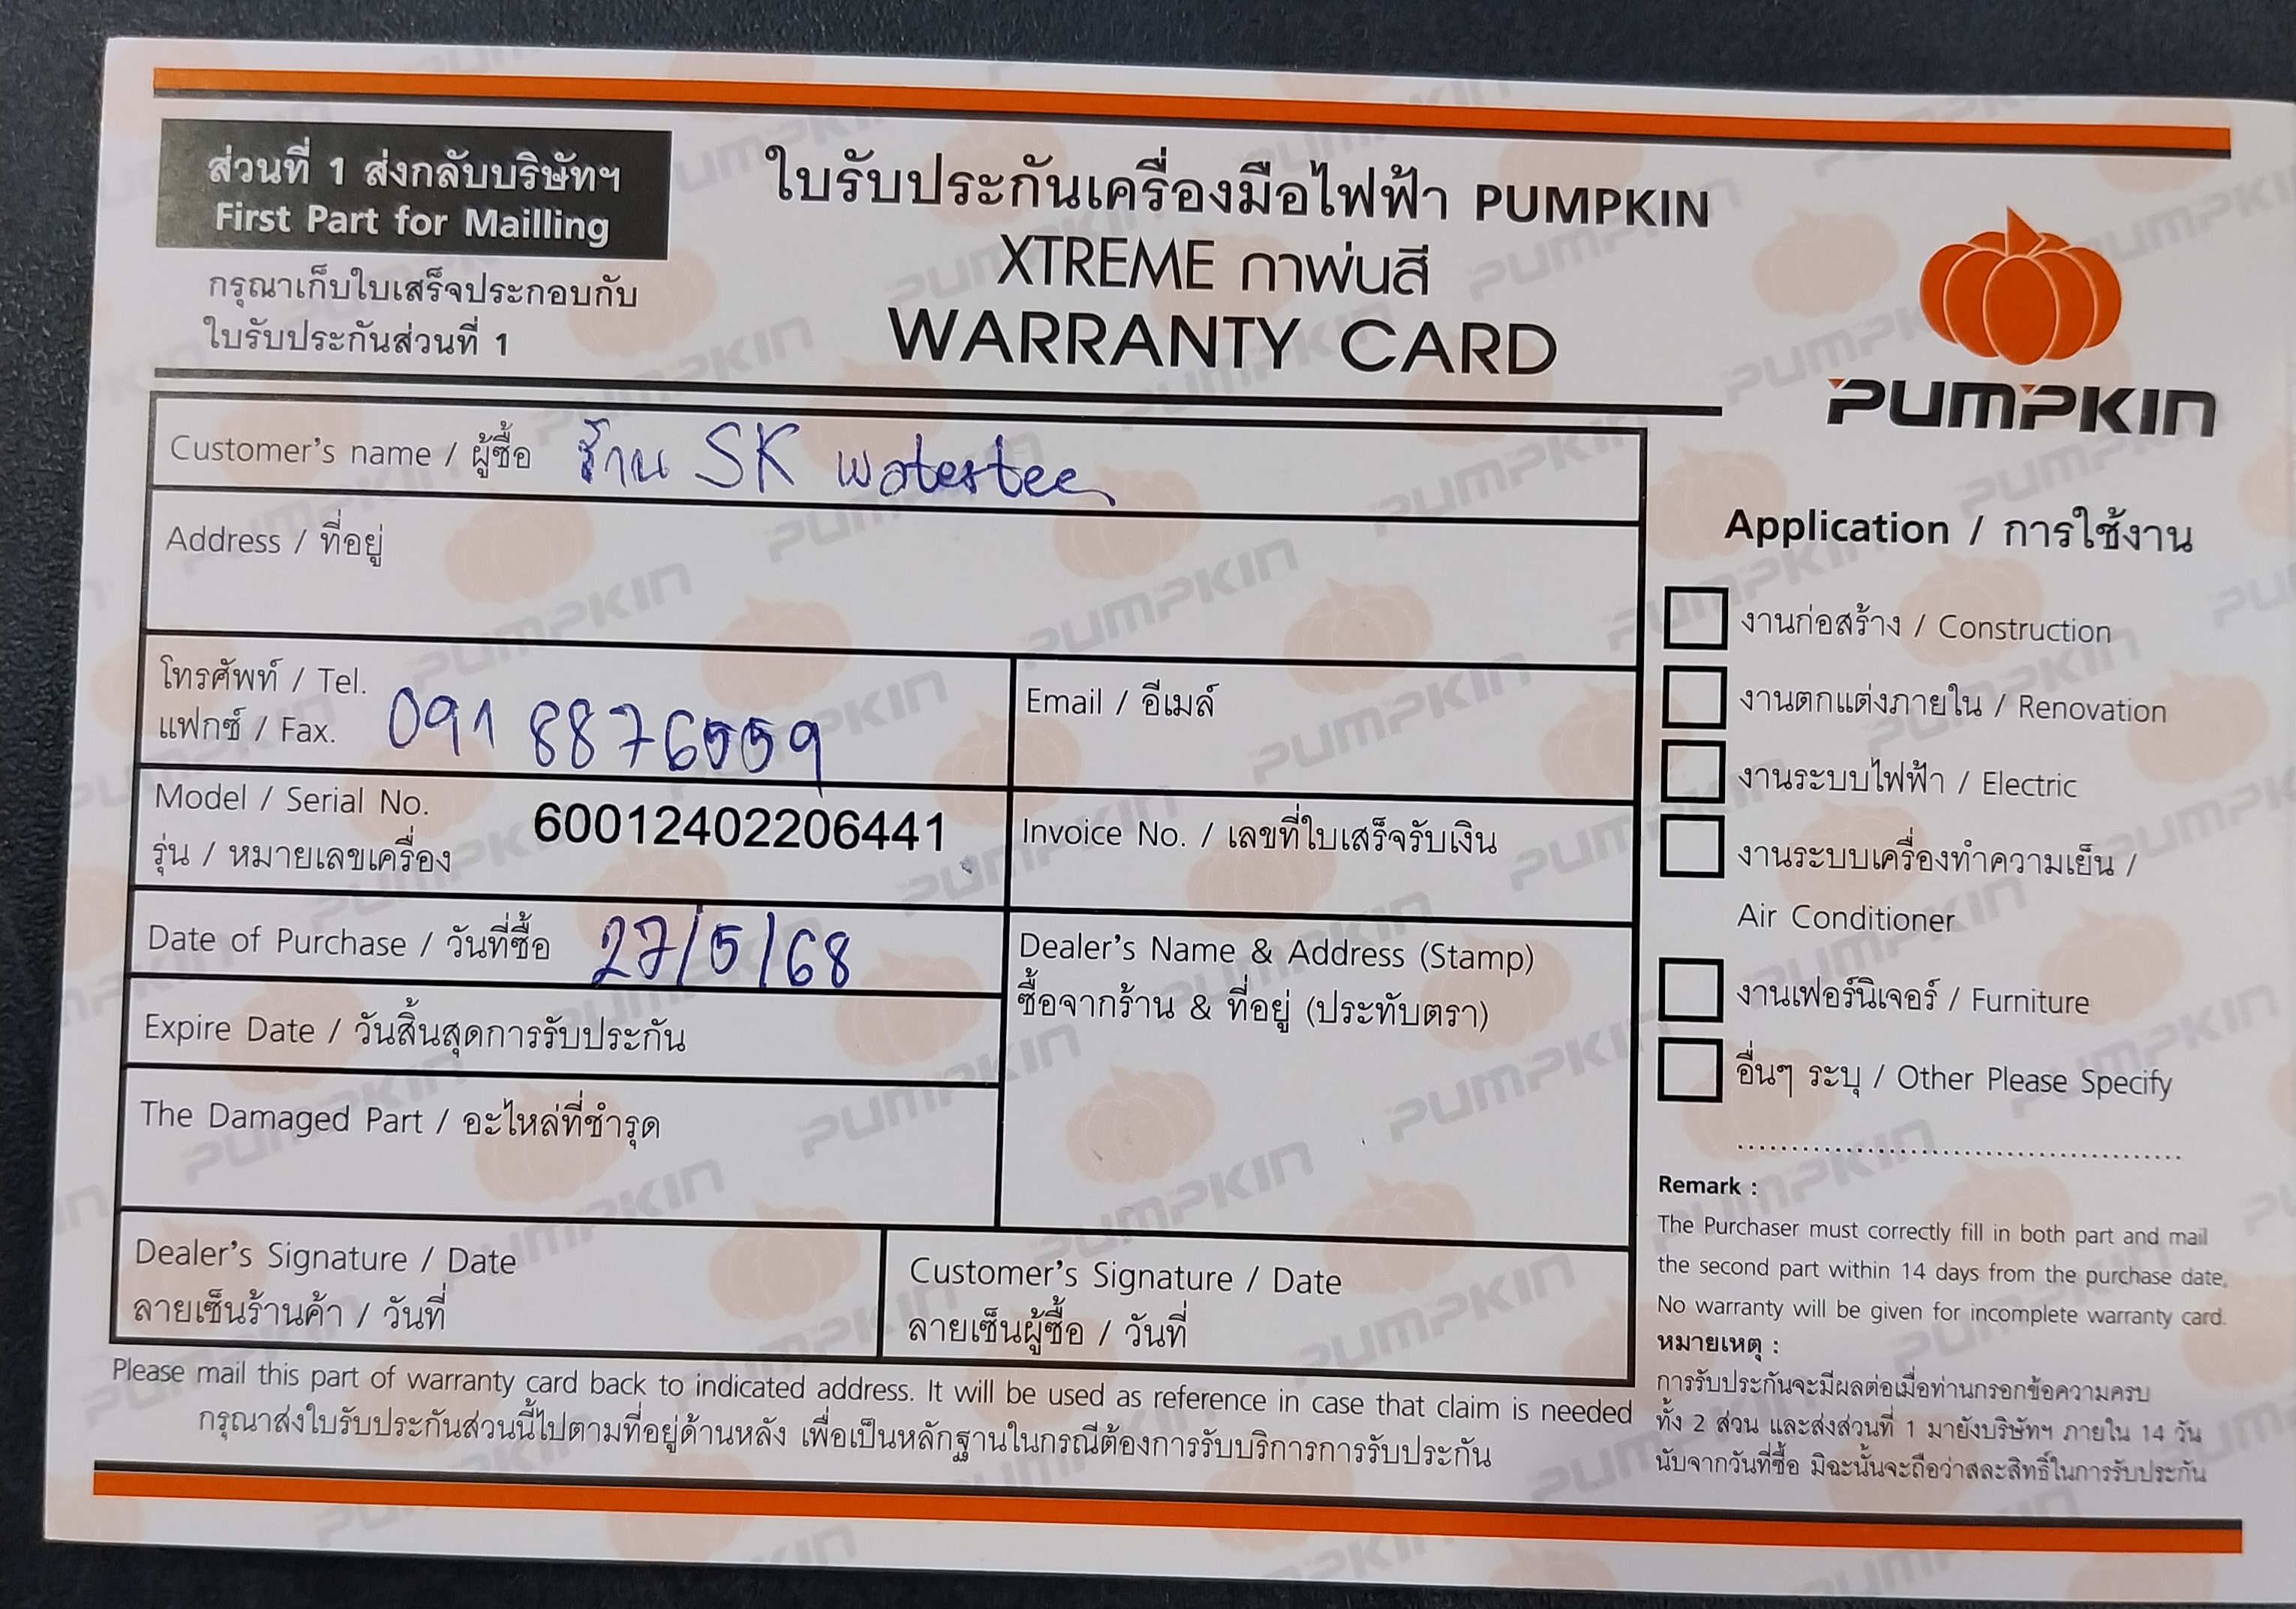 ส่วนที่ 1 ส่งกลับบริษัทฯ
First Part for Mailling
กรุณาเก็บใบเสร็จประกอบกับ
ใบรับประกันส่วนที่ 1
ใบรับประกันเครื่องมือไฟฟ้า PUMPKIN
XTREME กาพ่นสี
WARRANTY CARD
PUMPKIN
Customer's name / ผู้ซื้อ ร้าน SK
Address / ที่อยู่
โทรศัพท์ / Tel.
แฟกซ์ / Fax. 091 8876559
Email / อีเมล์
Model / Serial No. 60012402206441
รุ่น / หมายเลขเครื่อง
Invoice No. / เลขที่ใบเสร็จรับเงิน
Date of Purchase / วันที่ซื้อ 27/5/68
Expire Date / วันสิ้นสุดการรับประกัน
The Damaged Part / อะไหล่ที่ชำรุด
Dealer's Name & Address (Stamp)
ซื้อจากร้าน & ที่อยู่ (ประทับตรา)
Dealer's Signature / Date
ลายเซ็นร้านค้า / วันที่
Customer's Signature / Date
ลายเซ็นผู้ซื้อ / วันที่
Please mail this part of warranty card back to indicated address. It will be used as reference in case that claim is needed
กรุณาส่งใบรับประกันส่วนนี้ไปตามที่อยู่ด้านหลัง เพื่อเป็นหลักฐานในกรณีต้องการรับบริการการรับประกัน
Application / การใช้งาน
งานก่อสร้าง / Construction
งานตกแต่งภายใน / Renovation
งานระบบไฟฟ้า / Electric
งานระบบเครื่องทำความเย็น /
Air Conditioner
งานเฟอร์นิเจอร์ / Furniture
อื่นๆ ระบุ / Other Please Specify
Remark :
The Purchaser must correctly fill in both part and mail
the second part within 14 days from the purchase date,
No warranty will be given for incomplete warranty card.
หมายเหตุ :
การรับประกันจะมีผลต่อเมื่อท่านกรอกข้อความครบ
ทั้ง 2 ส่วน และส่งส่วนที่ 1 มายังบริษัทฯ ภายใน 14 วัน
นับจากวันที่ซื้อ มิฉะนั้นจะถือว่าสละสิทธิ์ในการรับประกัน